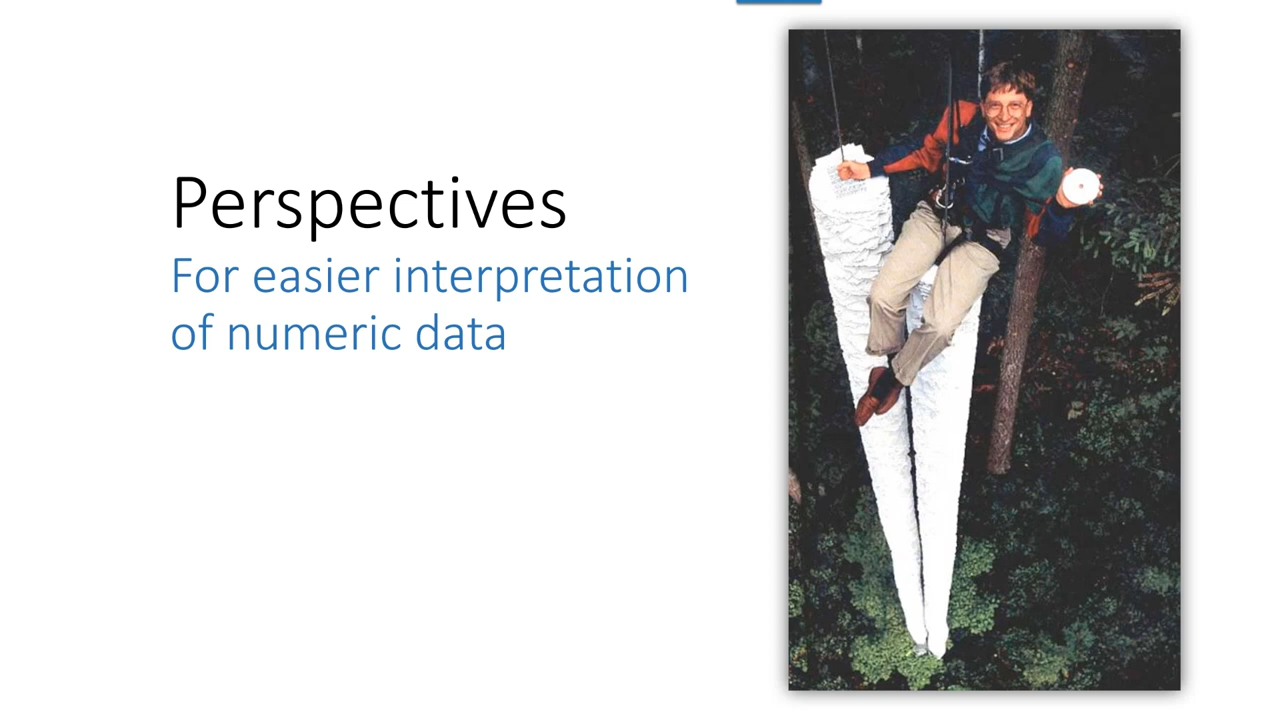 Perspectives
For easier interpretation
of numeric data